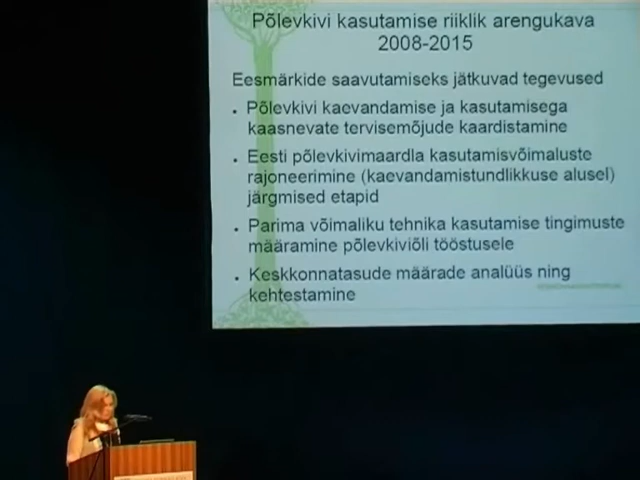 Põlevkivi kasutamise riiklik arengukava
2008-2015
Eesmärkide saavutamiseks jätkuvad tegevused
• Põlevkivi kaevandamise ja kasutamisega
kaasnevate tervisemõjude kaardistamine
• Eesti põlevkivimaardla kasutamisvõimaluste
rajoneerimine (kaevandamistundlikkuse alusel)
järgmised etapid
• Parima võimaliku tehnika kasutamise tingimuste
määramine põlevkiviõli tööstusele
• Keskkonnatasude määrade analüüs ning
kehtestamine